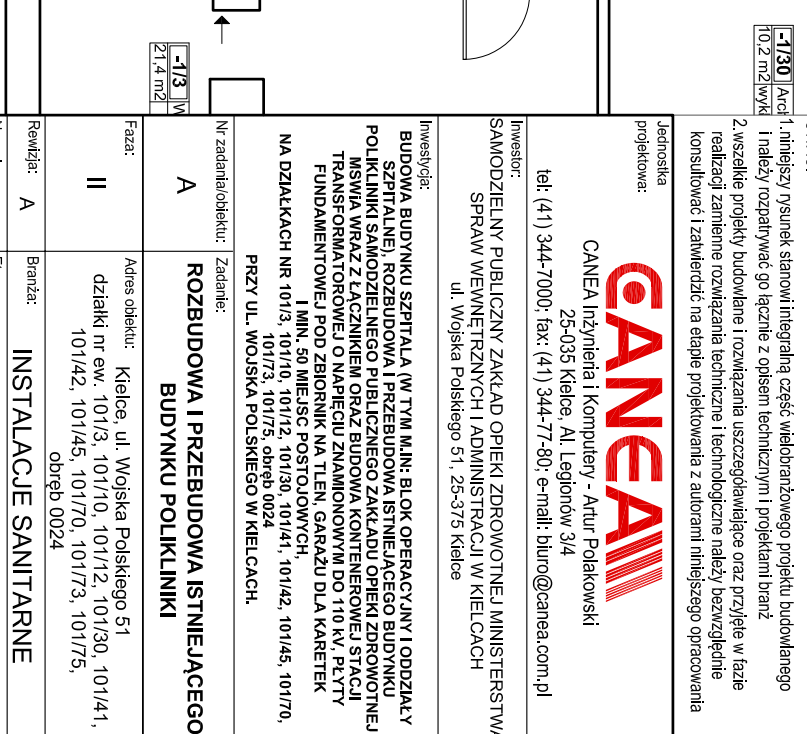 -1/30 Arch
10,2 m2 wyk
1.niniejszy rysunek stanowi integralną część wielobranżowego projektu budowlanego
i należy rozpatrywać go łącznie z opisem technicznym i projektami branż
2.wszelkie projekty budowlane i rozwiązania uszczegóławiające oraz przyjęte w fazie
realizacji zamienne rozwiązania techniczne i technologiczne należy bezwzględnie
konsultować i zatwierdzić na etapie projektowania z autorami niniejszego opracowania
Jednostka
projektowa:
CANEA
CANEA Inżynieria i Komputery - Artur Polakowski
25-035 Kielce, Al. Legionów 3/4
tel: (41) 344-7000; fax: (41) 344-77-80; e-mail: biuro@canea.com.pl
Inwestor:
SAMODZIELNY PUBLICZNY ZAKŁAD OPIEKI ZDROWOTNEJ MINISTERSTWA
SPRAW WEWNĘTRZNYCH I ADMINISTRACJI W KIELCACH
ul. Wojska Polskiego 51, 25-375 Kielce
Inwestycja:
BUDOWA BUDYNKU SZPITALA (W TYM M.IN: BLOK OPERACYJNY I ODDZIAŁY
SZPITALNE), ROZBUDOWA I PRZEBUDOWA ISTNIEJĄCEGO BUDYNKU
POLIKLINIKI SAMODZIELNEGO PUBLICZNEGO ZAKŁADU OPIEKI ZDROWOTNEJ
MSWiA WRAZ Z ŁĄCZNIKIEM ORAZ BUDOWA KONTENEROWEJ STACJI
TRANSFORMATOROWEJ O NAPIĘCIU ZNAMIONOWYM DO 110 kV, PŁYTY
FUNDAMENTOWEJ POD ZBIORNIK NA TLEN, GARAŻU DLA KARETEK
I MIN. 50 MIEJSC POSTOJOWYCH,
NA DZIAŁKACH NR 101/3, 101/10, 101/12, 101/30, 101/41, 101/42, 101/45, 101/70,
101/73, 101/75, obręb 0024
PRZY UL. WOJSKA POLSKIEGO W KIELCACH.
-1/3 W
21,4 m2
Nr zadania/obiektu:
A
Zadanie:
ROZBUDOWA I PRZEBUDOWA ISTNIEJĄCEGO
BUDYNKU POLIKLINIKI
Faza:
II
Adres obiektu:
Kielce, ul. Wojska Polskiego 51
działki nr ew. 101/3, 101/10, 101/12, 101/30, 101/41,
101/42, 101/45, 101/70, 101/73, 101/75,
obręb 0024
Rewizja:
A
Branża:
INSTALACJE SANITARNE